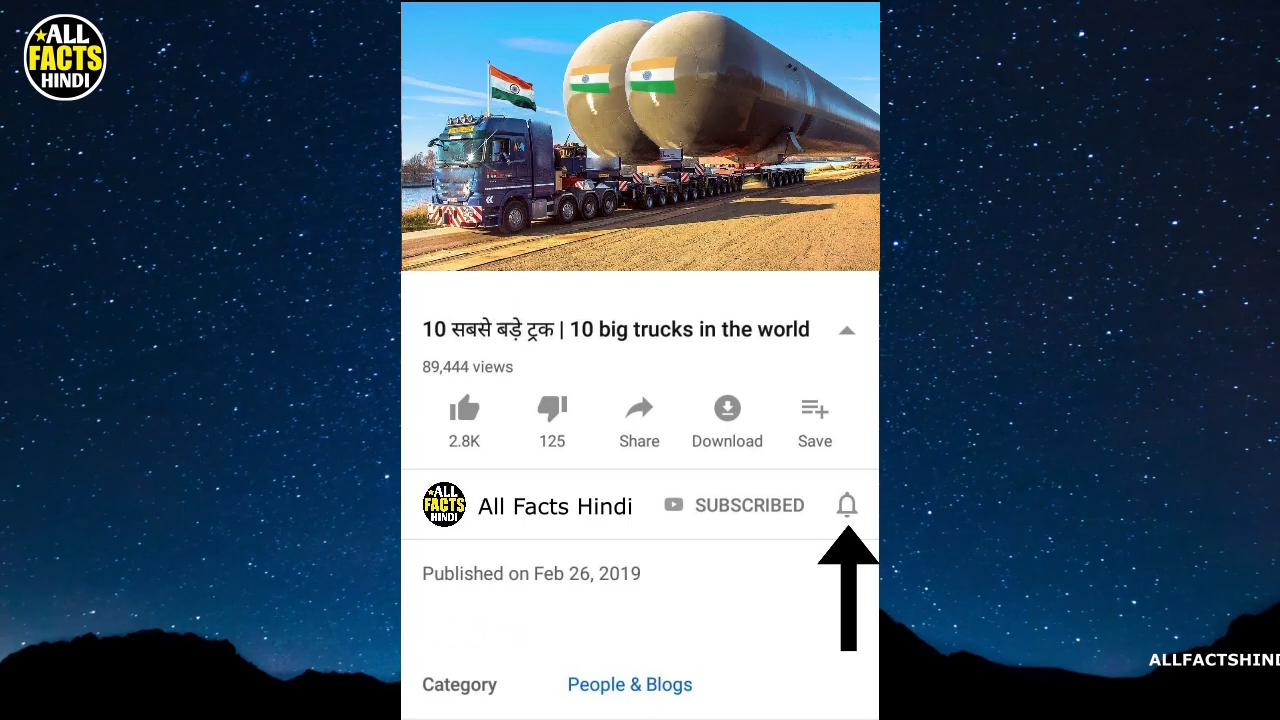 ALL
FACTS
HINDI
10 सबसे बड़े ट्रक | 10 big trucks in the world
89,444 views
2.8K
125
Share
Download
Save
ALL
FACTS
HINDI
All Facts Hindi
SUBSCRIBED
Published on Feb 26, 2019
ALLFACTSHIND
Category
People & Blogs